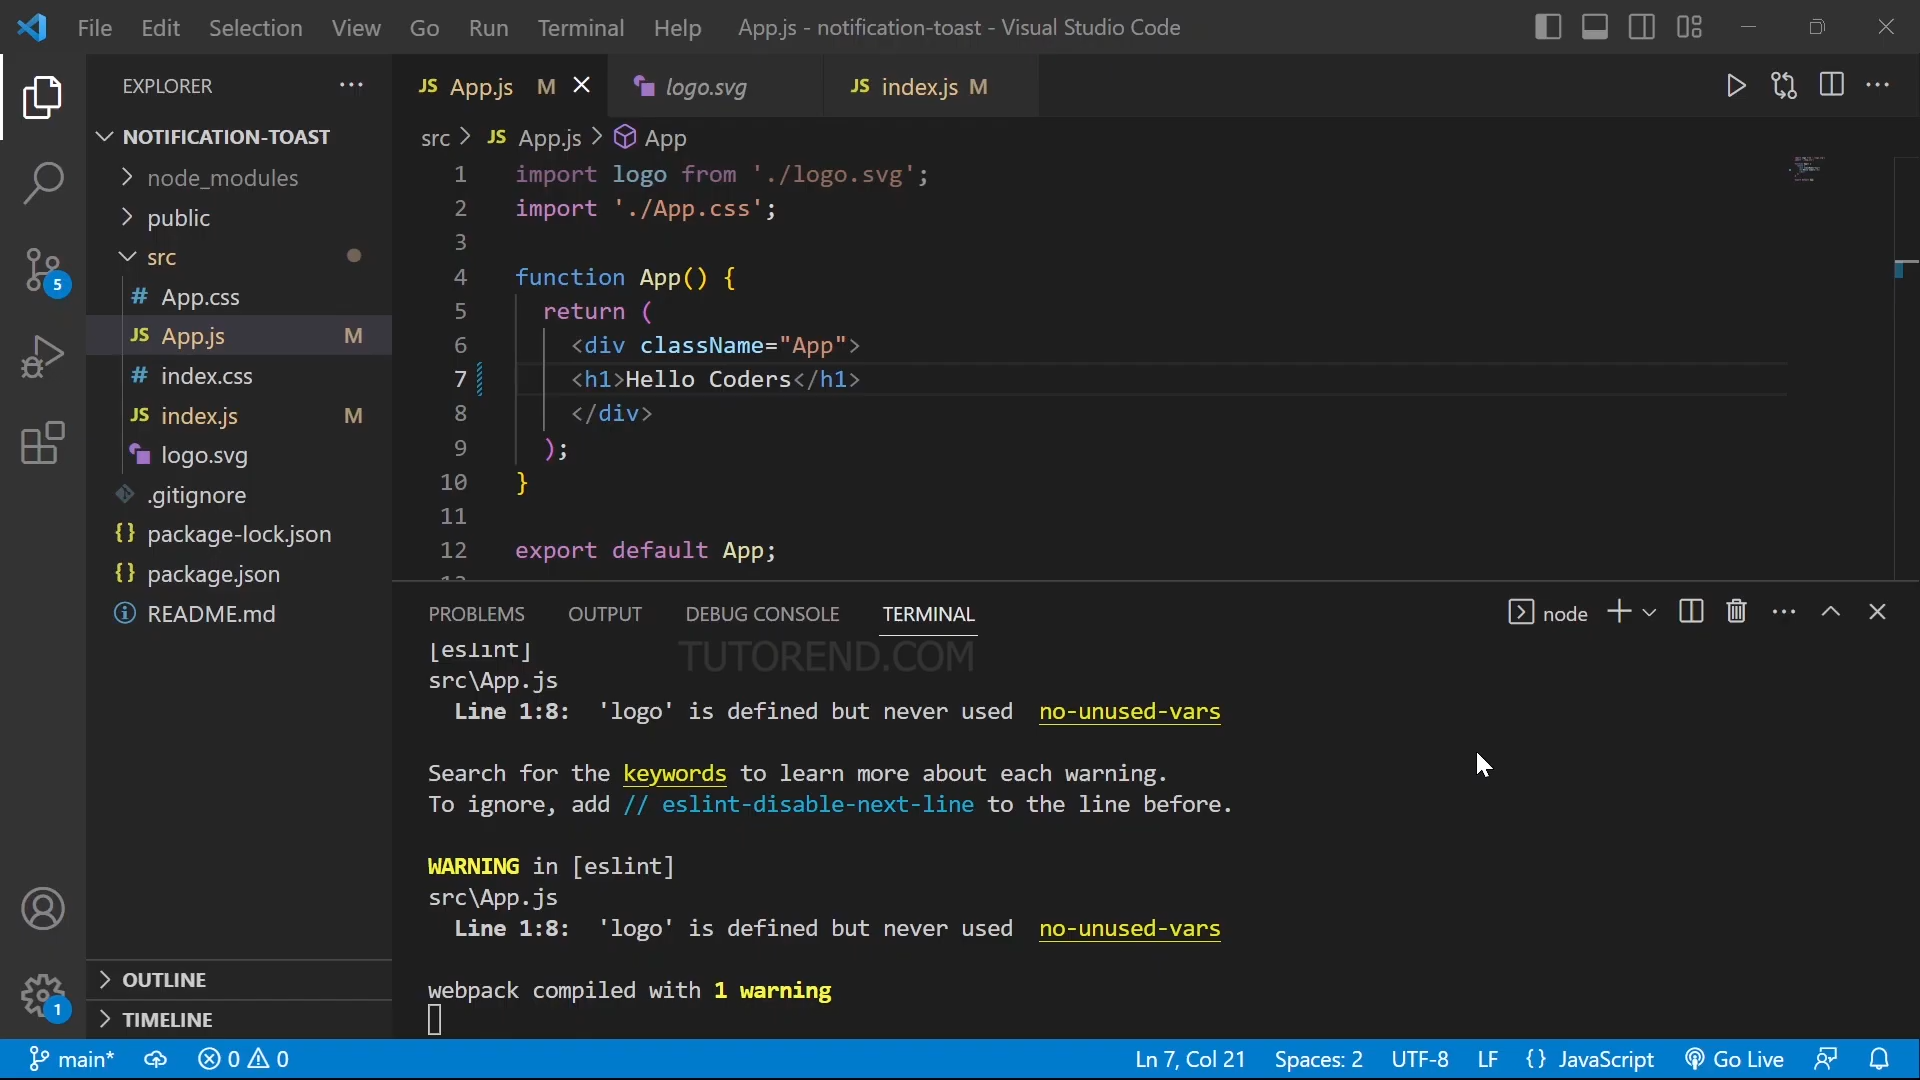 File Edit Selection View Go Run Terminal Help App.js - notification-toast - Visual Studio Code
EXPLORER
JS App.js M
logo.svg
JS index.js M
NOTIFICATION-TOAST
node_modules
public
src
# App.css
JS App.js M
# index.css
JS index.js M
logo.svg
.gitignore
{} package-lock.json
{} package.json
README.md
OUTLINE
TIMELINE
5
1
src > JS App.js > App
1 import logo from './logo.svg';
2 import './App.css';
3
4 function App() {
5 return (
6 <div className="App">
7 <h1>Hello Coders</h1>
8 </div>
9 );
10 }
11
12 export default App;
PROBLEMS OUTPUT DEBUG CONSOLE TERMINAL
node
TUTOREND.COM
[eslint]
src\App.js
Line 1:8: 'logo' is defined but never used no-unused-vars
Search for the keywords to learn more about each warning.
To ignore, add // eslint-disable-next-line to the line before.
WARNING in [eslint]
src\App.js
Line 1:8: 'logo' is defined but never used no-unused-vars
webpack compiled with 1 warning
main* 0 0 Ln 7, Col 21 Spaces: 2 UTF-8 LF {} JavaScript Go Live